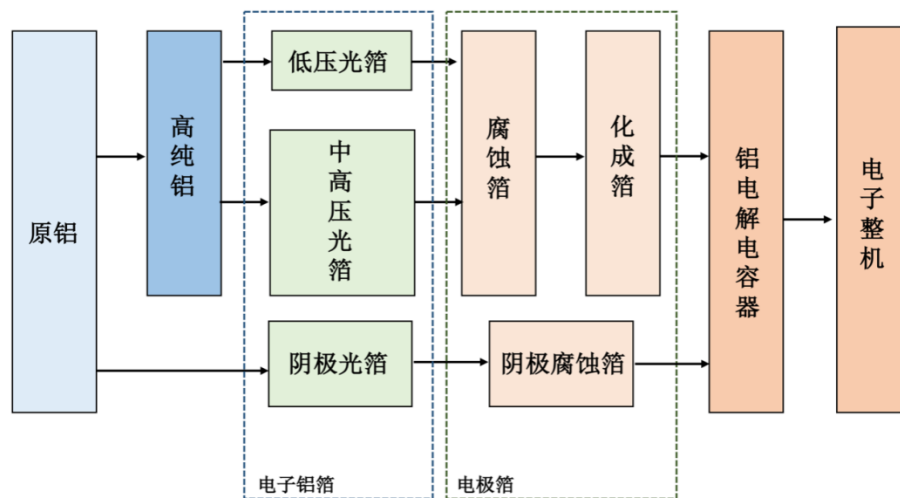 原铝
高纯铝
低压光箔
中高压光箔
阴极光箔
电子铝箔
腐蚀箔
化成箔
阴极腐蚀箔
电极箔
铝电解电容器
电子整机